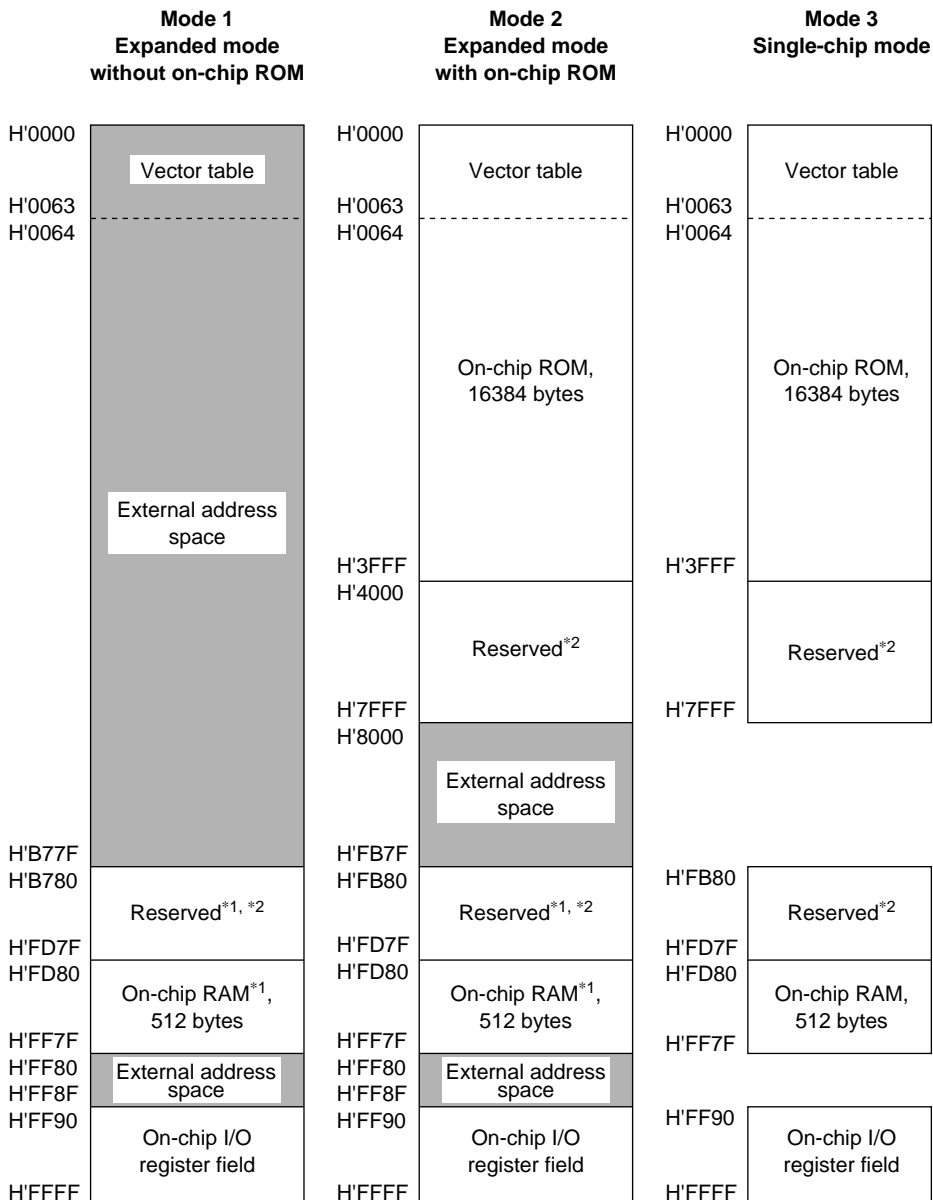 Mode 1
Expanded mode
without on-chip ROM
H'0000
Vector table
H'0063
H'0064
External address
space
H'B77F
H'B780
Reserved*1, *2
H'FD7F
H'FD80
On-chip RAM*1,
512 bytes
H'FF7F
H'FF80
External address
space
H'FF8F
H'FF90
On-chip I/O
register field
H'FFFF
Mode 2
Expanded mode
with on-chip ROM
H'0000
Vector table
H'0063
H'0064
On-chip ROM,
16384 bytes
H'3FFF
H'4000
Reserved*2
H'7FFF
H'8000
External address
space
H'FB7F
H'FB80
Reserved*1, *2
H'FD7F
H'FD80
On-chip RAM*1,
512 bytes
H'FF7F
H'FF80
External address
space
H'FF8F
H'FF90
On-chip I/O
register field
H'FFFF
Mode 3
Single-chip mode
H'0000
Vector table
H'0063
H'0064
On-chip ROM,
16384 bytes
H'3FFF
Reserved*2
H'7FFF
H'FB80
Reserved*2
H'FD7F
H'FD80
On-chip RAM,
512 bytes
H'FF7F
H'FF90
On-chip I/O
register field
H'FFFF